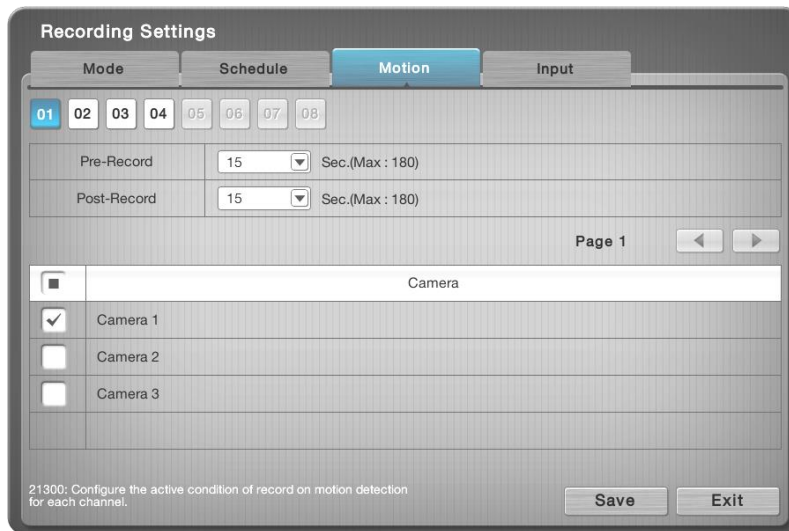 Recording Settings
Mode Schedule Motion Input
01 02 03 04 05 06 07 08
Pre-Record 15 Sec.(Max : 180)
Post-Record 15 Sec.(Max : 180)
Page 1
Camera
Camera 1
Camera 2
Camera 3
21300: Configure the active condition of record on motion detection
for each channel.
Save Exit